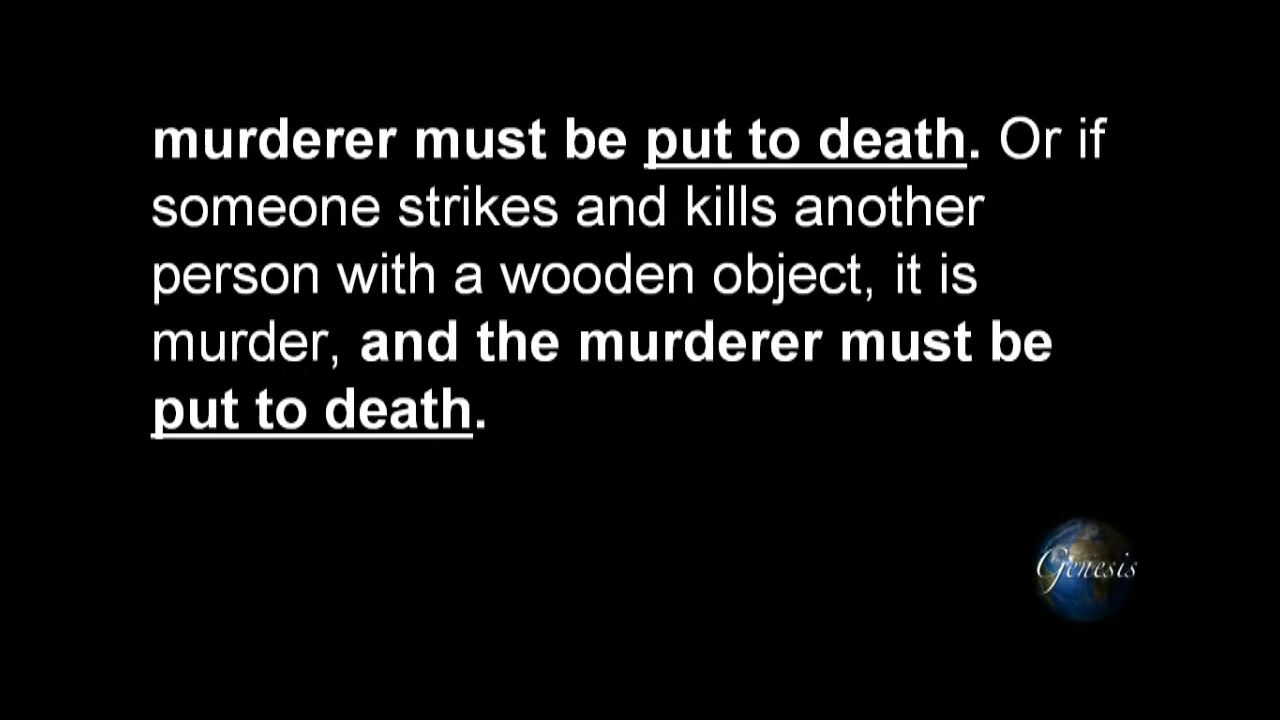 murderer must be put to death. Or if
someone strikes and kills another
person with a wooden object, it is
murder, and the murderer must be
put to death.
Genesis